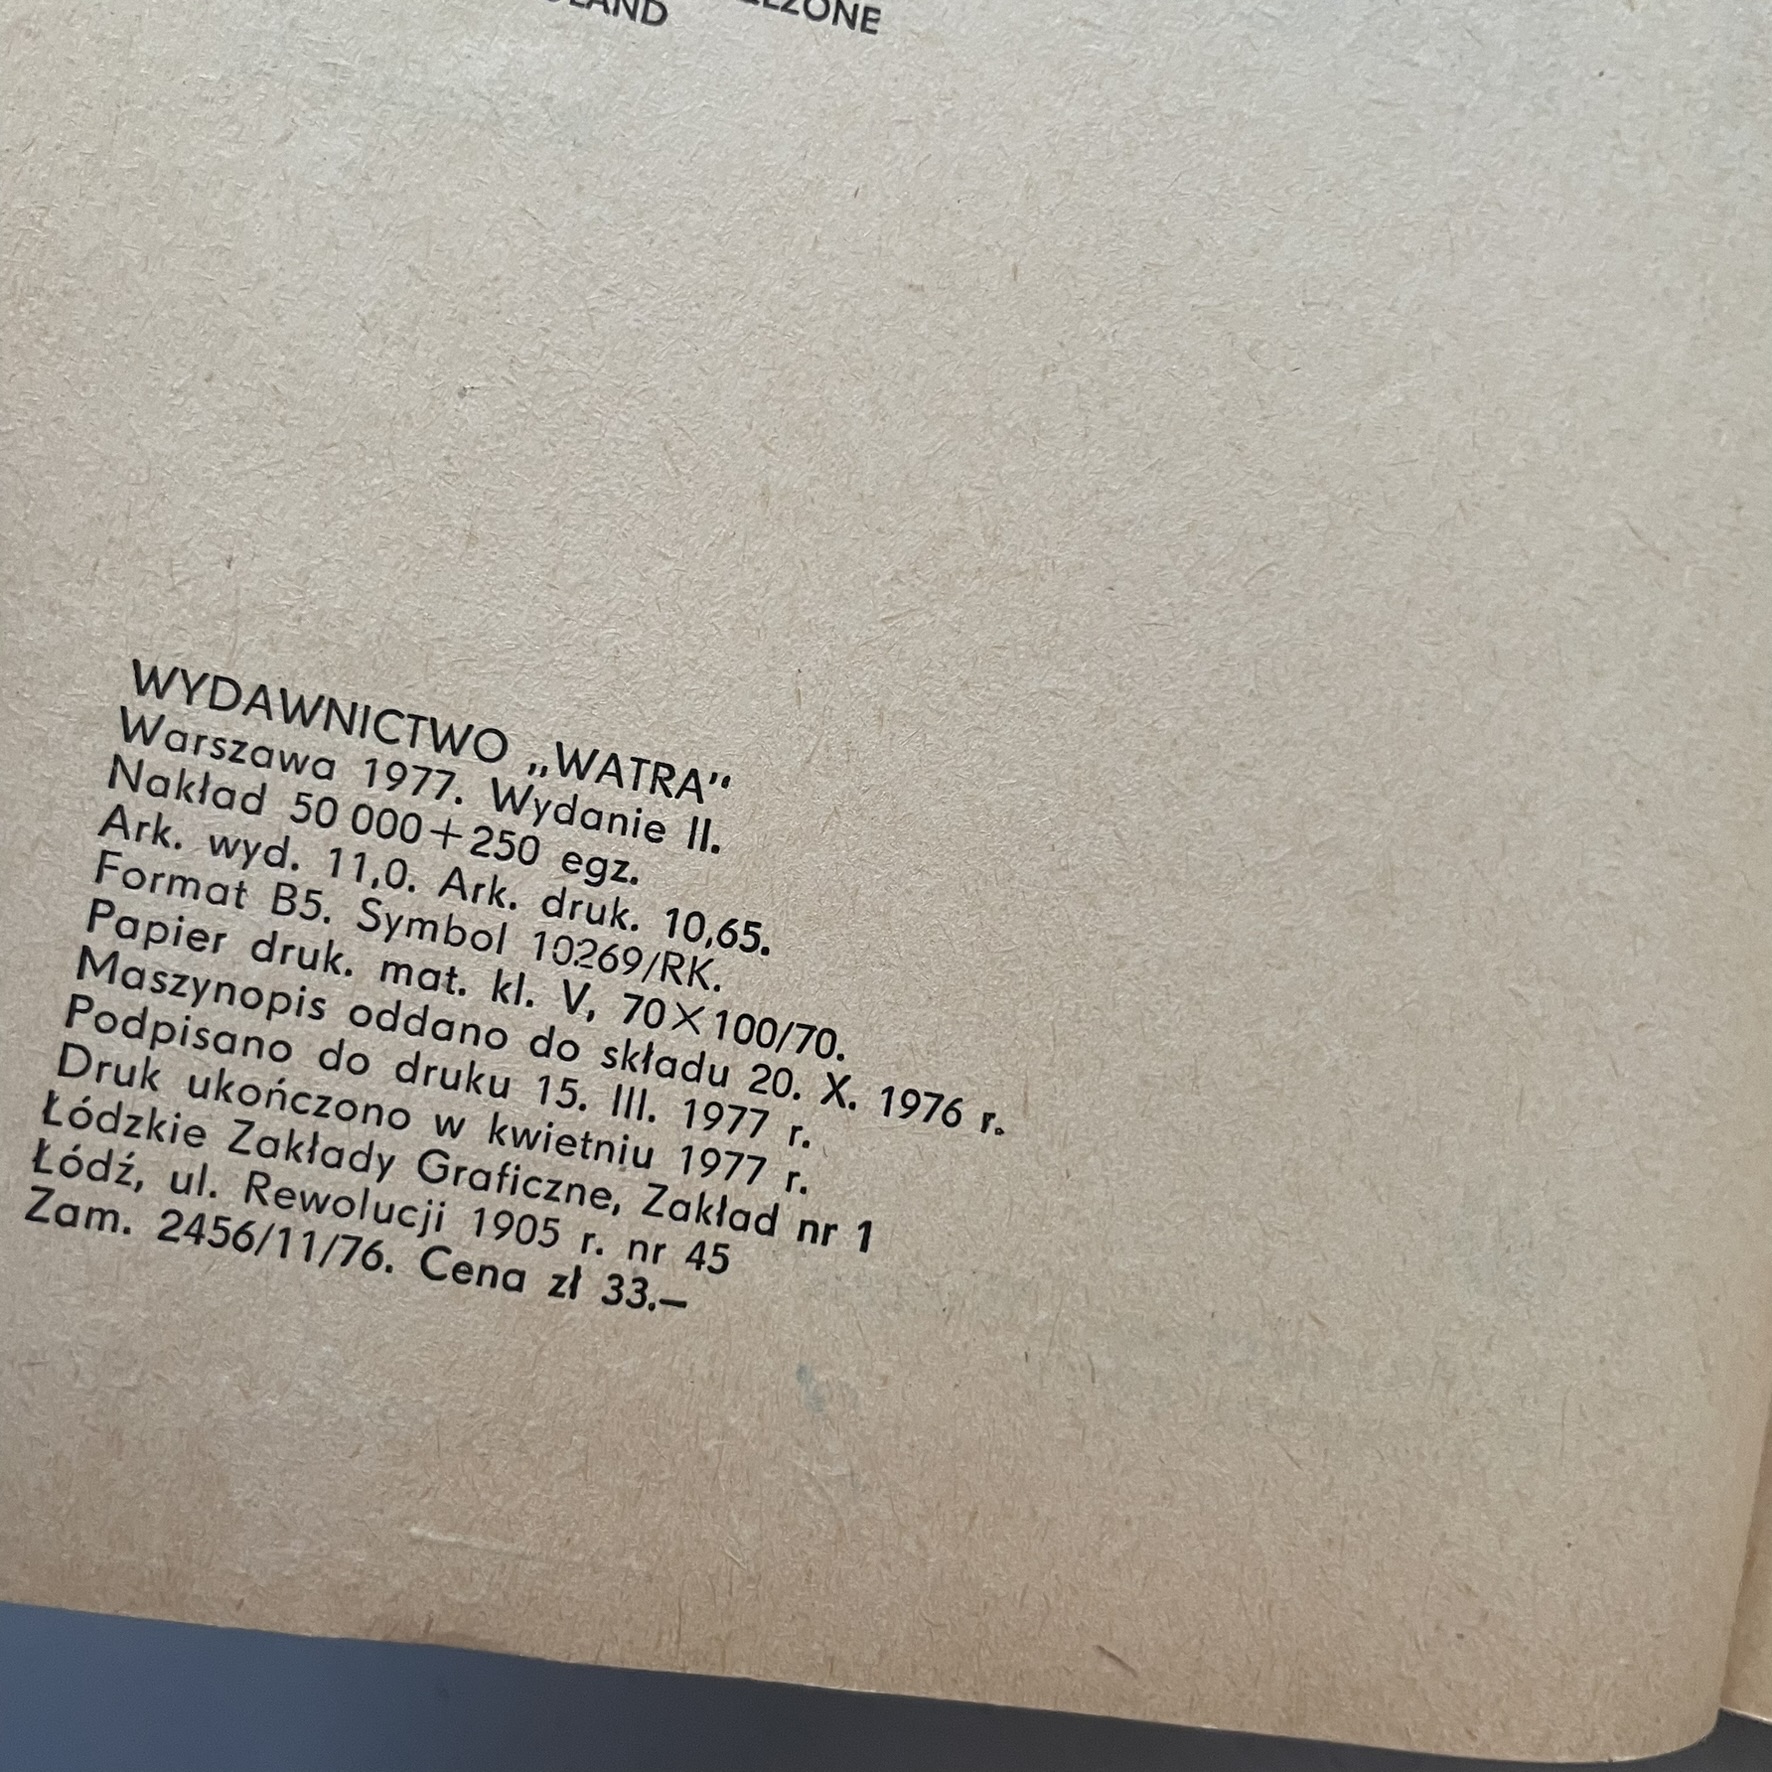 WYDAWNICTWO „WATRA”
Warszawa 1977. Wydanie II.
Nakład 50 000+250 egz.
Ark. wyd. 11,0. Ark. druk. 10,65.
Format B5. Symbol 10269/RK.
Papier druk. mat. kl. V, 70×100/70.
Maszynopis oddano do składu 20. X. 1976 r.
Podpisano do druku 15. III. 1977 r.
Druk ukończono w kwietniu 1977 r.
Łódzkie Zakłady Graficzne, Zakład nr 1
Łódź, ul. Rewolucji 1905 r. nr 45
Zam. 2456/11/76. Cena zł 33.—